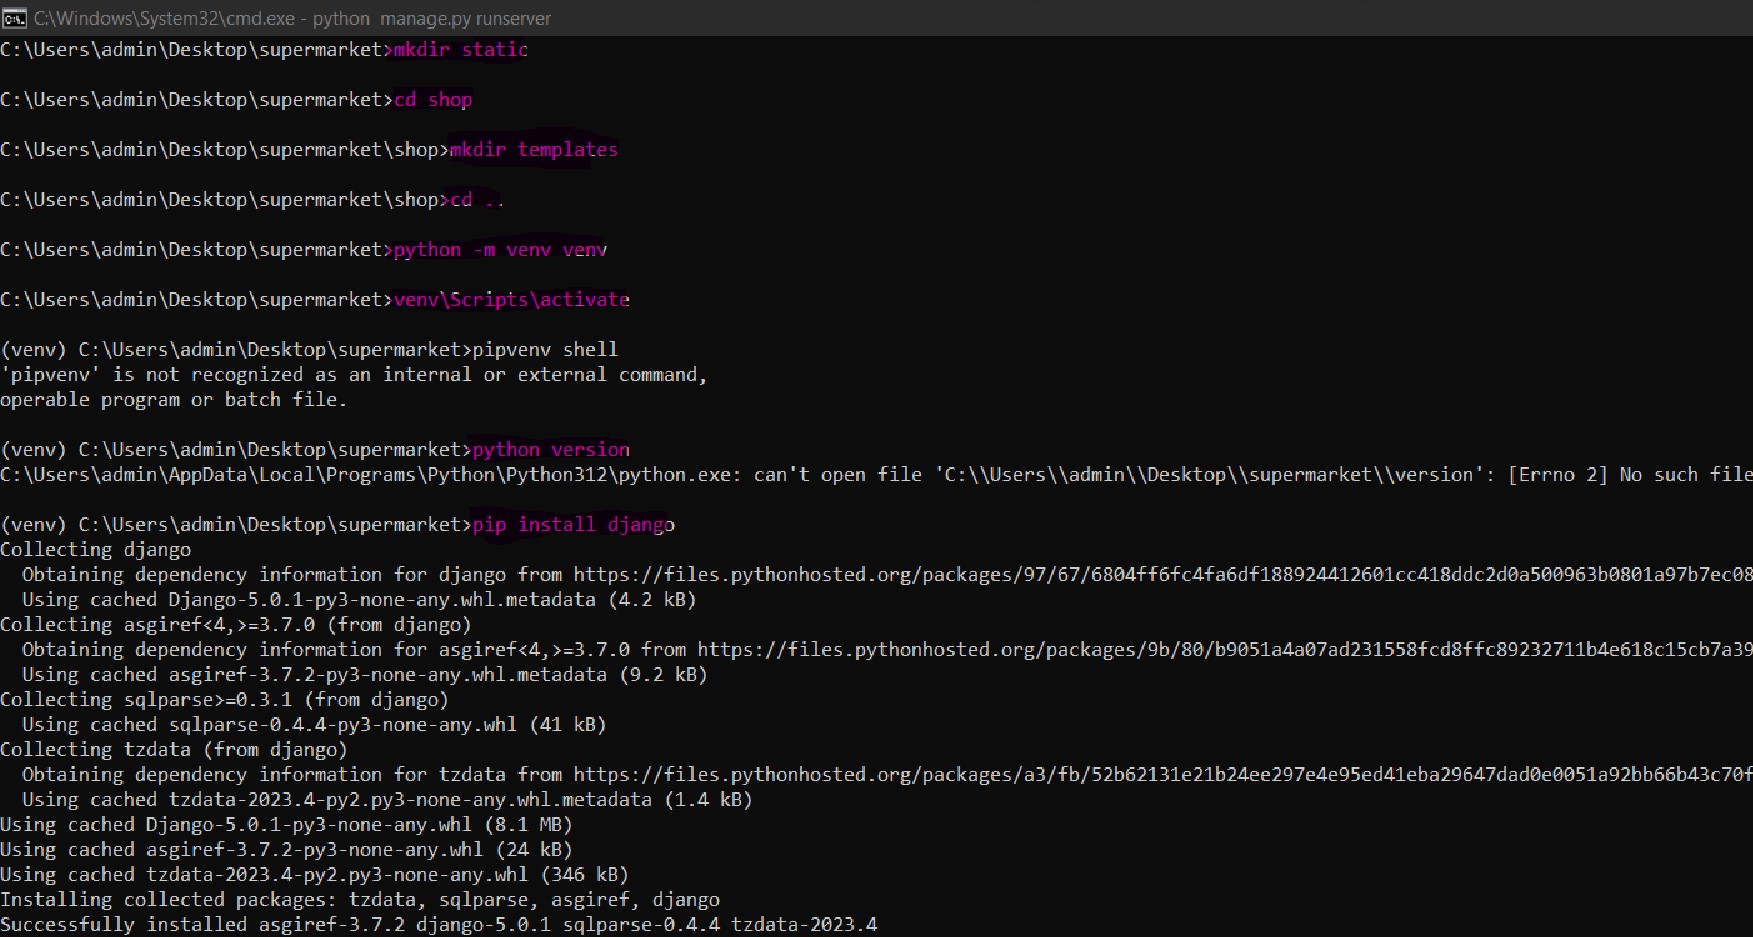 C:\Windows\System32\cmd.exe - python  manage.py runserver
C:\Users\admin\Desktop\supermarket>mkdir static
C:\Users\admin\Desktop\supermarket>cd shop
C:\Users\admin\Desktop\supermarket\shop>mkdir templates
C:\Users\admin\Desktop\supermarket\shop>cd ..
C:\Users\admin\Desktop\supermarket>python -m venv venv
C:\Users\admin\Desktop\supermarket>venv\Scripts\activate
(venv) C:\Users\admin\Desktop\supermarket>pipvenv shell
'pipvenv' is not recognized as an internal or external command,
operable program or batch file.
(venv) C:\Users\admin\Desktop\supermarket>python version
C:\Users\admin\AppData\Local\Programs\Python\Python312\python.exe: can't open file 'C:\\Users\\admin\\Desktop\\supermarket\\version': [Errno 2] No such file
(venv) C:\Users\admin\Desktop\supermarket>pip install django
Collecting django
  Obtaining dependency information for django from https://files.pythonhosted.org/packages/97/67/6804ff6fc4fa6df188924412601cc418ddc2d0a500963b0801a97b7ec08
  Using cached Django-5.0.1-py3-none-any.whl.metadata (4.2 kB)
Collecting asgiref<4,>=3.7.0 (from django)
  Obtaining dependency information for asgiref<4,>=3.7.0 from https://files.pythonhosted.org/packages/9b/80/b9051a4a07ad231558fcd8ffc89232711b4e618c15cb7a39
  Using cached asgiref-3.7.2-py3-none-any.whl.metadata (9.2 kB)
Collecting sqlparse>=0.3.1 (from django)
  Using cached sqlparse-0.4.4-py3-none-any.whl (41 kB)
Collecting tzdata (from django)
  Obtaining dependency information for tzdata from https://files.pythonhosted.org/packages/a3/fb/52b62131e21b24ee297e4e95ed41eba29647dad0e0051a92bb66b43c70f
  Using cached tzdata-2023.4-py2.py3-none-any.whl.metadata (1.4 kB)
Using cached Django-5.0.1-py3-none-any.whl (8.1 MB)
Using cached asgiref-3.7.2-py3-none-any.whl (24 kB)
Using cached tzdata-2023.4-py2.py3-none-any.whl (346 kB)
Installing collected packages: tzdata, sqlparse, asgiref, django
Successfully installed asgiref-3.7.2 django-5.0.1 sqlparse-0.4.4 tzdata-2023.4